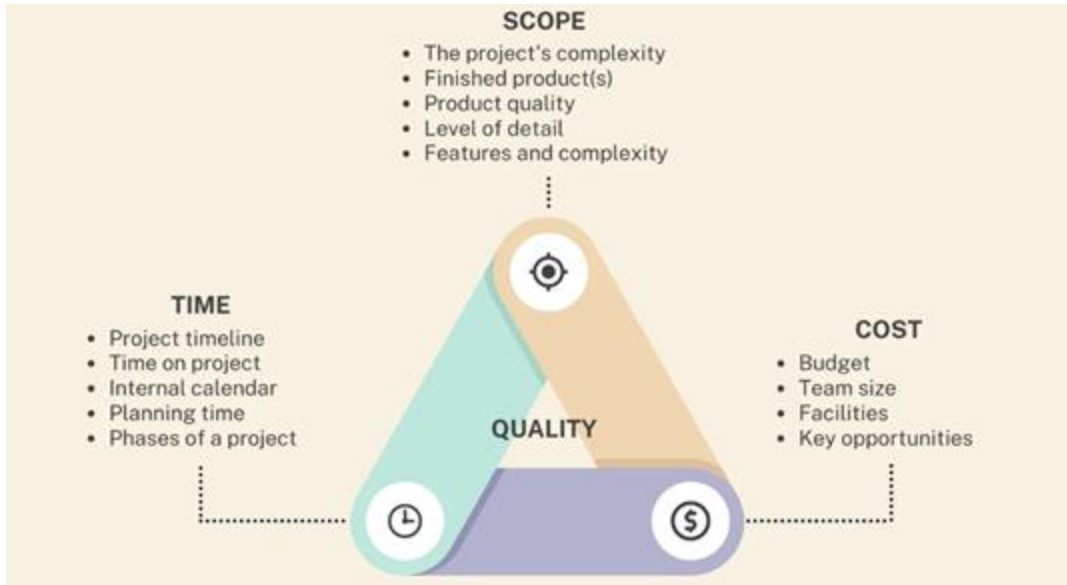 SCOPE
• The project's complexity
• Finished product(s)
• Product quality
• Level of detail
• Features and complexity
TIME
• Project timeline
• Time on project
• Internal calendar
• Planning time
• Phases of a project
COST
• Budget
• Team size
• Facilities
• Key opportunities
QUALITY
$